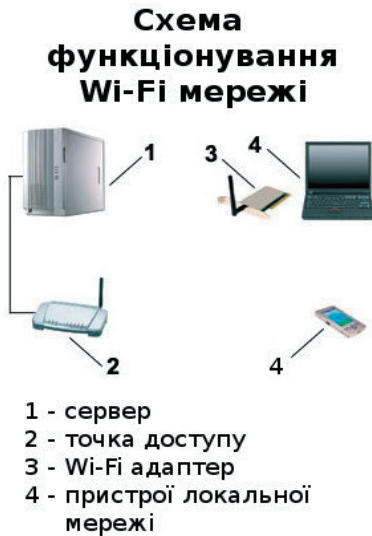 Схема
функціонування
Wi-Fi мережі
1
3
4
2
4
1 - сервер
2 - точка доступу
3 - Wi-Fi адаптер
4 - пристрої локальної
мережі